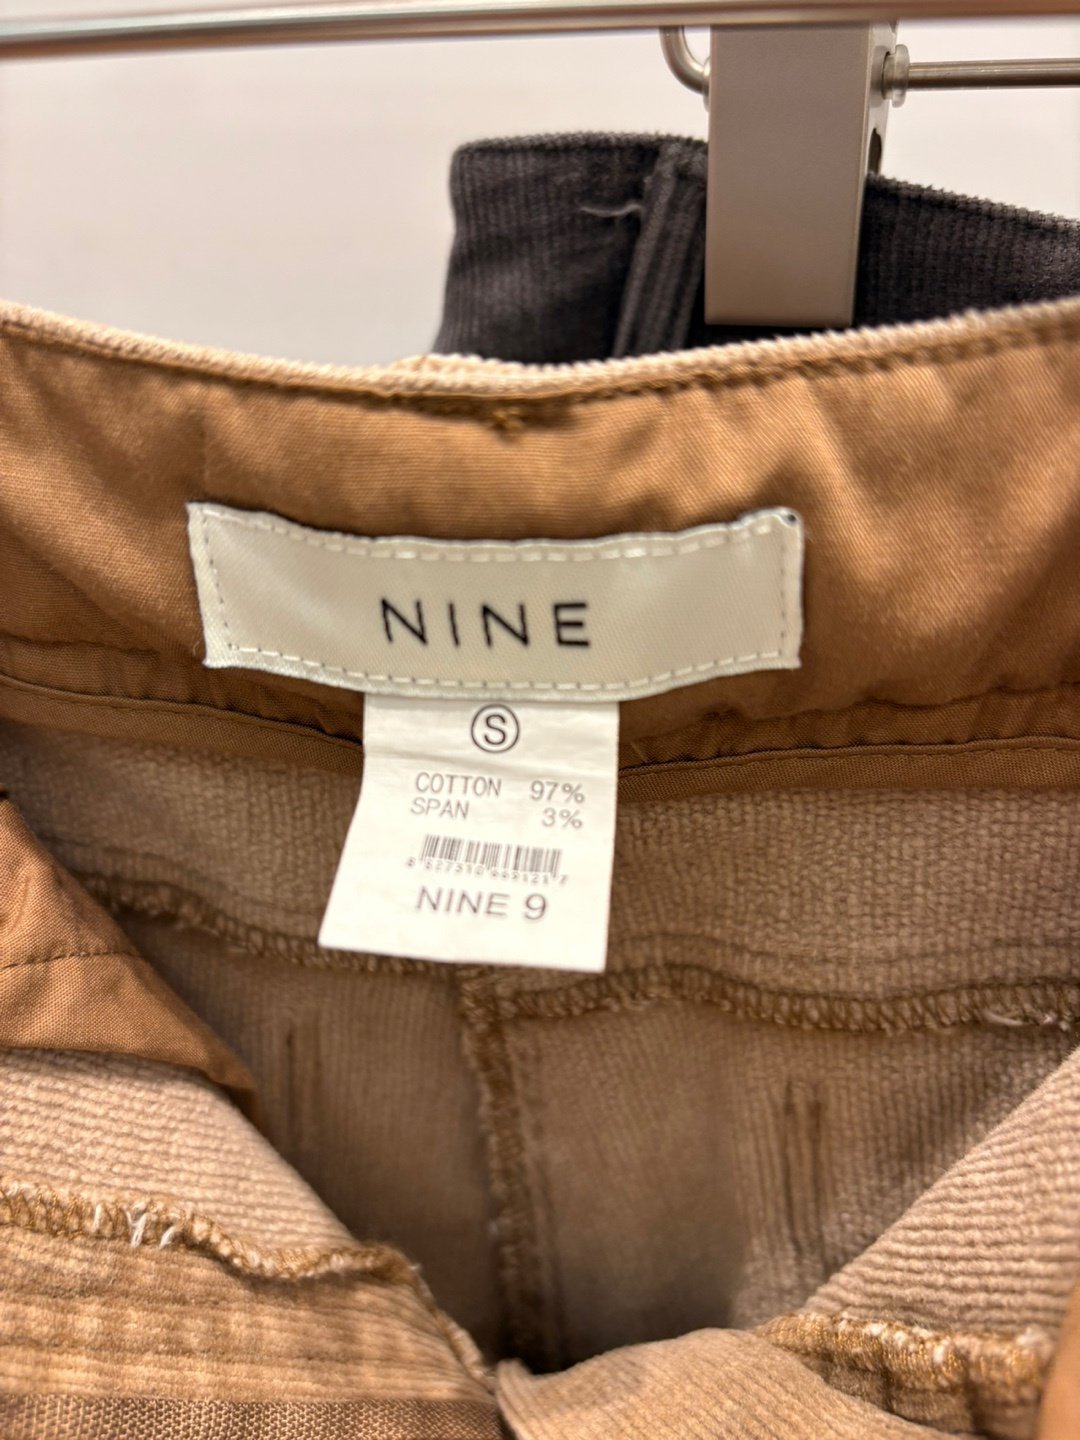 NINE
S
COTTON 97%
SPAN 3%
NINE 9